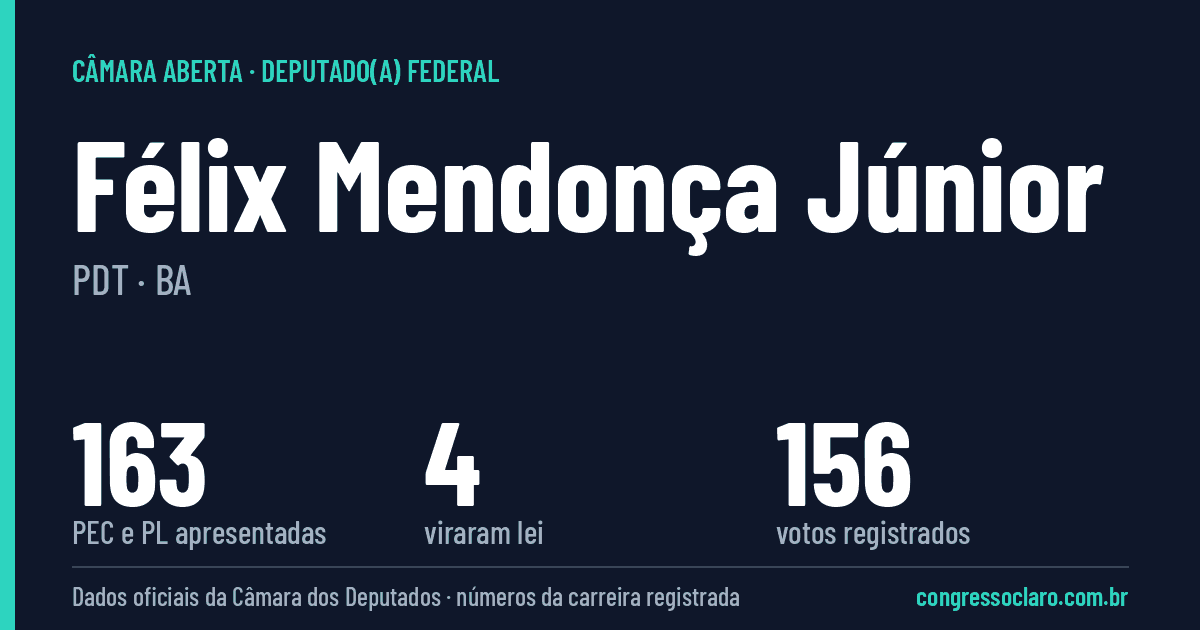 CÂMARA ABERTA · DEPUTADO(A) FEDERAL
Félix Mendonça Júnior
PDT · BA
163 4 156
PEC e PL apresentadas viraram lei votos registrados
Dados oficiais da Câmara dos Deputados · números da carreira registrada congressoclaro.com.br